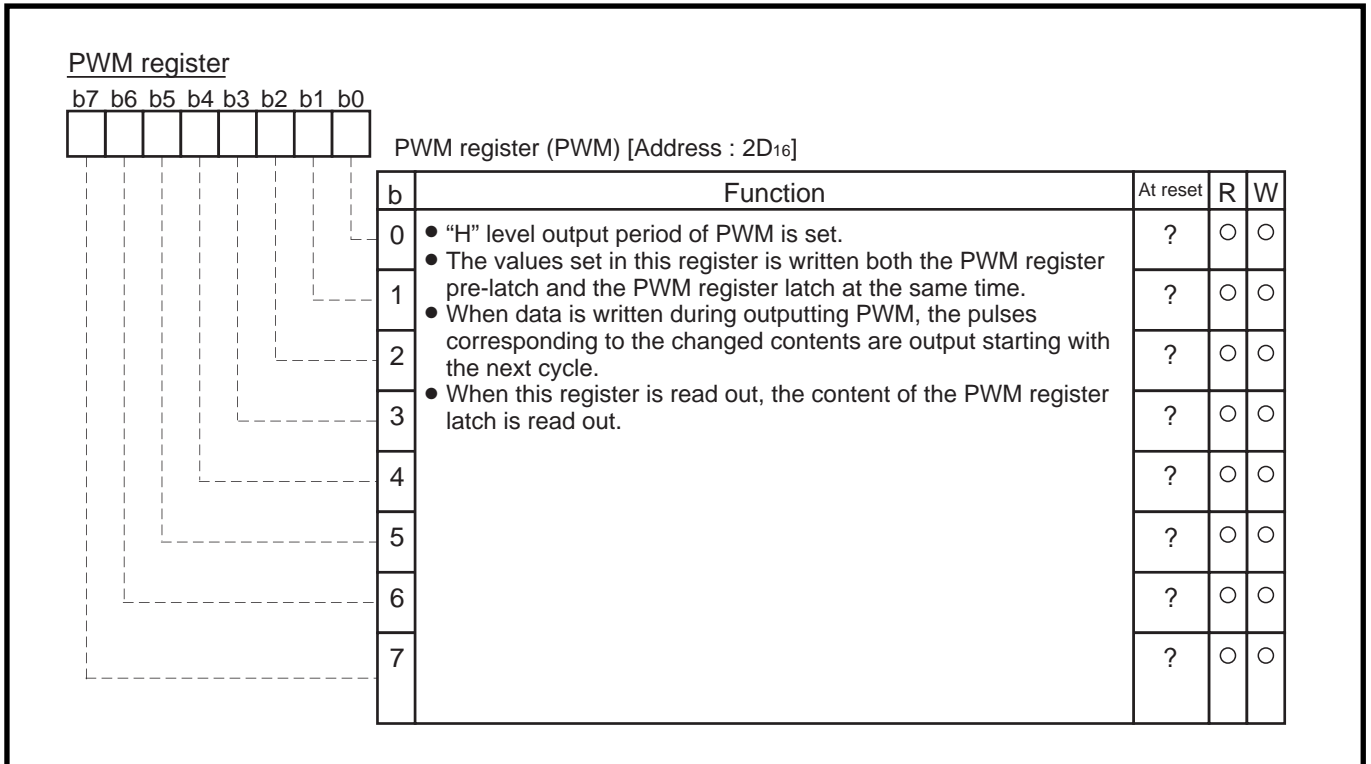 PWM register
b7 b6 b5 b4 b3 b2 b1 b0
PWM register (PWM) [Address : 2D16]
b Function At reset R W
0 ● “H” level output period of PWM is set. ? ○ ○
● The values set in this register is written both the PWM register
1 pre-latch and the PWM register latch at the same time. ? ○ ○
● When data is written during outputting PWM, the pulses
2 corresponding to the changed contents are output starting with ? ○ ○
the next cycle.
● When this register is read out, the content of the PWM register
3 latch is read out. ? ○ ○
4 ? ○ ○
5 ? ○ ○
6 ? ○ ○
7 ? ○ ○